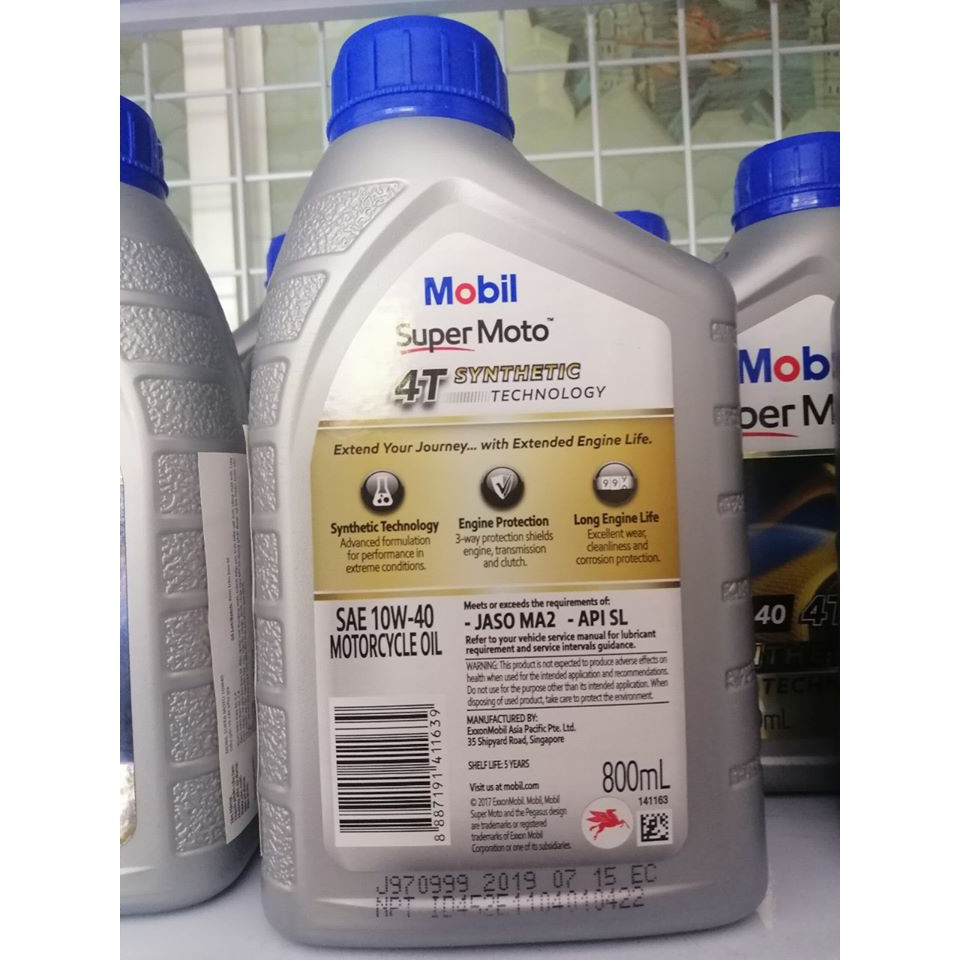 Mobil
Super Moto™
4T SYNTHETIC
TECHNOLOGY
Extend Your Journey... with Extended Engine Life.
Synthetic Technology
Advanced formulation
for performance in
extreme conditions.
Engine Protection
3-way protection shields
engine, transmission
and clutch.
99%
Long Engine Life
Excellent wear,
cleanliness and
corrosion protection.
SAE 10W-40
MOTORCYCLE OIL
Meets or exceeds the requirements of:
- JASO MA2 - API SL
Refer to your vehicle service manual for lubricant
requirement and service intervals guidance.
WARNING: This product is not expected to produce adverse effects on
health when used for the intended application and recommendations.
Do not use for the purpose other than its intended application. When
disposing of used product, take care to protect the environment.
MANUFACTURED BY:
ExxonMobil Asia Pacific Pte. Ltd.
35 Shipyard Road, Singapore
SHELF LIFE: 5 YEARS
Visit us at mobil.com
© 2017 ExxonMobil. Mobil, Mobil
Super Moto and the Pegasus design
are trademarks or registered
trademarks of Exxon Mobil
Corporation or one of its subsidiaries.
8 887191 411639
800mL
141163
J970999 2019 07 15 EC
NPT ID452E1104010422
Mob
per M
40 4T
THE
TECH
mL